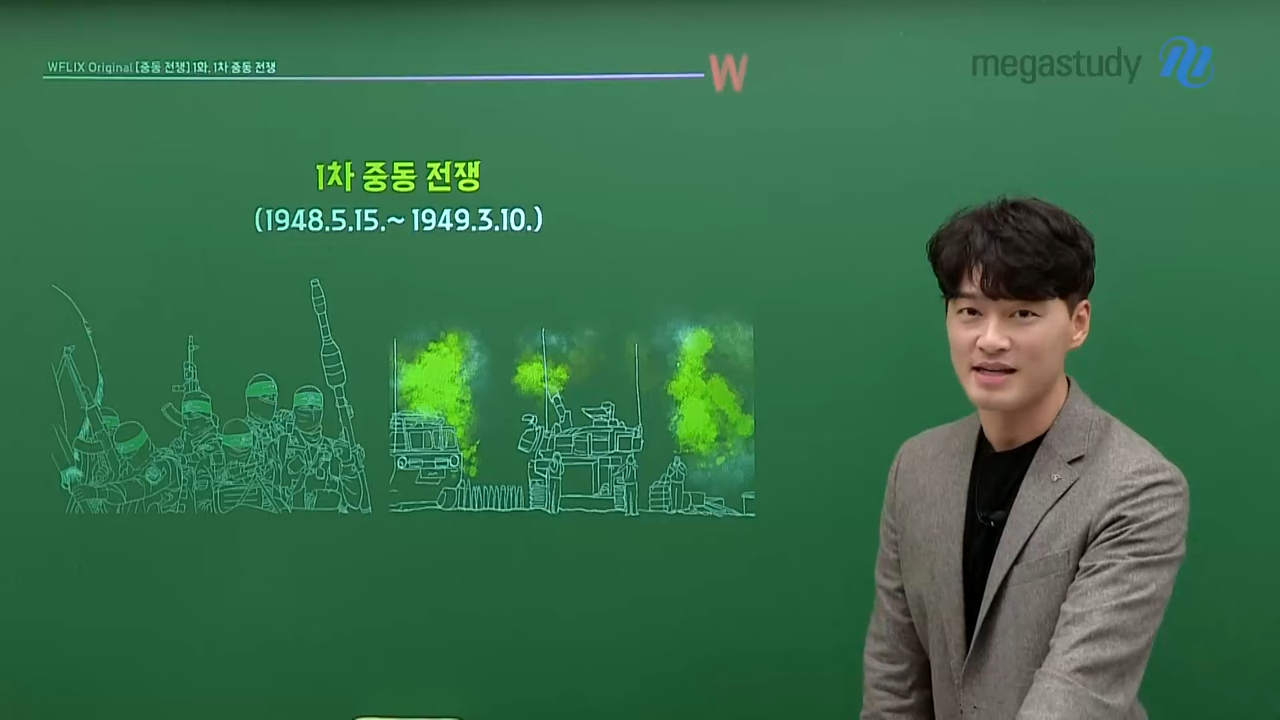 WFLIX Original [중동 전쟁] 1화. 1차 중동 전쟁
W
megastudy
1차 중동 전쟁
(1948.5.15.~ 1949.3.10.)